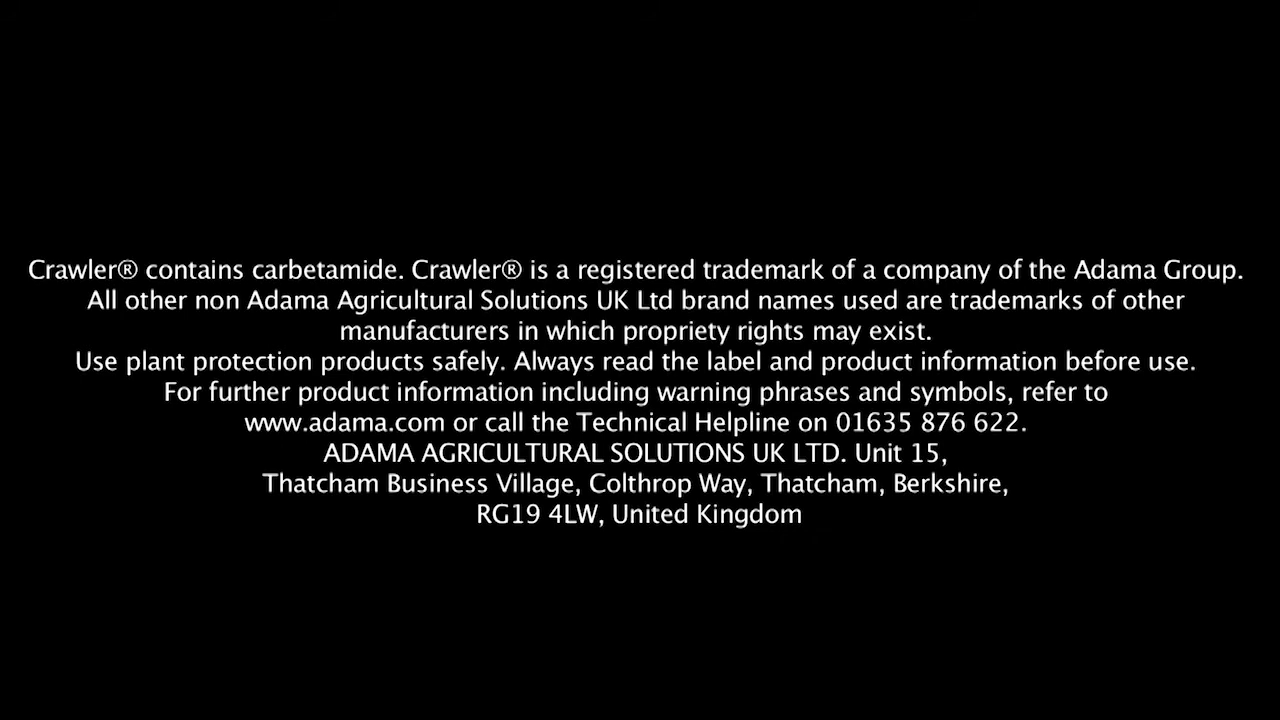 Crawler® contains carbetamide. Crawler® is a registered trademark of a company of the Adama Group.
All other non Adama Agricultural Solutions UK Ltd brand names used are trademarks of other
manufacturers in which propriety rights may exist.
Use plant protection products safely. Always read the label and product information before use.
For further product information including warning phrases and symbols, refer to
www.adama.com or call the Technical Helpline on 01635 876 622.
ADAMA AGRICULTURAL SOLUTIONS UK LTD. Unit 15,
Thatcham Business Village, Colthrop Way, Thatcham, Berkshire,
RG19 4LW, United Kingdom